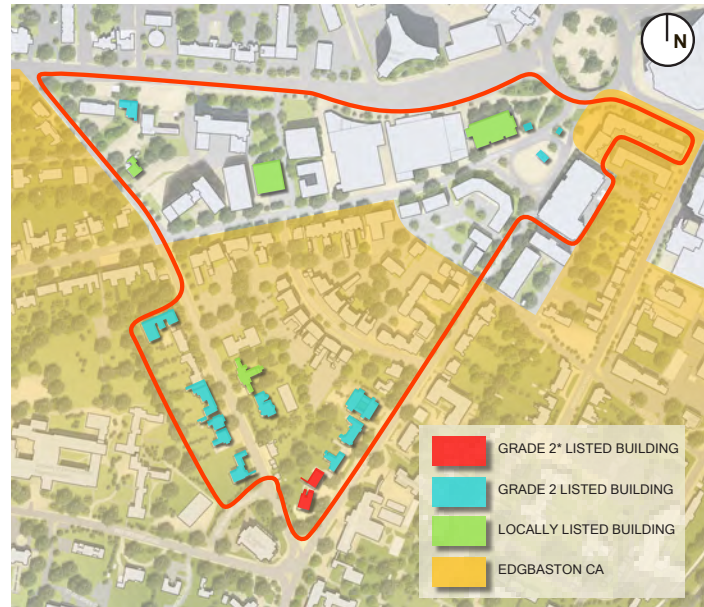 N
GRADE 2* LISTED BUILDING
GRADE 2 LISTED BUILDING
LOCALLY LISTED BUILDING
EDGBASTON CA